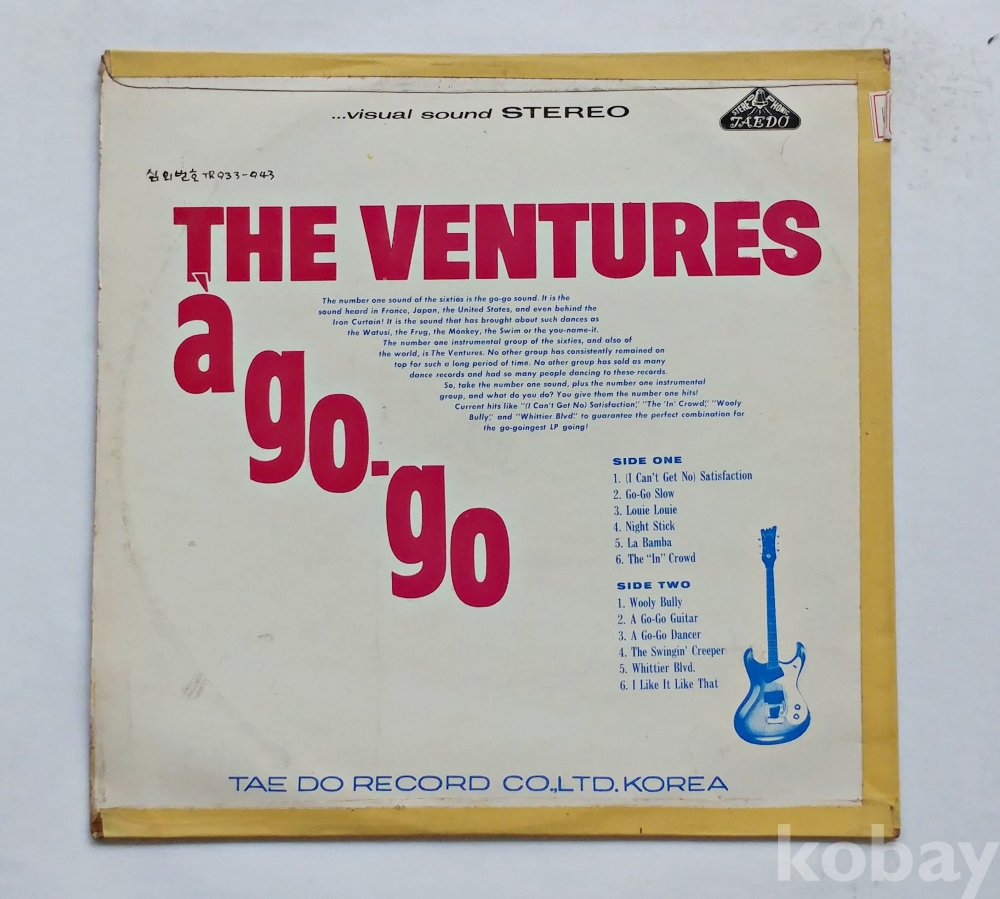 ...visual sound STEREO
STEREOPHONIC
TAEDO
심의번호 TR933-943
THE VENTURES
à go-go
The number one sound of the sixties is the go-go sound. It is the
sound heard in France, Japan, the United States, and even behind the
Iron Curtain! It is the sound that has brought about such dances as
the Watusi, the Frug, the Monkey, the Swim or the you-name-it.
The number one instrumental group of the sixties, and also of
the world, is The Ventures. No other group has consistently remained on
top for such a long period of time. No other group has sold as many
dance records and had so many people dancing to these records.
So, take the number one sound, plus the number one instrumental
group, and what do you do? You give them the number one hits!
Current hits like "(I Can't Get No) Satisfaction," "The 'In' Crowd," "Wooly
Bully," and "Whittier Blvd." to guarantee the perfect combination for
the go-goingest LP going!
SIDE ONE
1. (I Can't Get No) Satisfaction
2. Go-Go Slow
3. Louie Louie
4. Night Stick
5. La Bamba
6. The "In" Crowd
SIDE TWO
1. Wooly Bully
2. A Go-Go Guitar
3. A Go-Go Dancer
4. The Swingin' Creeper
5. Whittier Blvd.
6. I Like It Like That
TAE DO RECORD CO.,LTD. KOREA
kobay